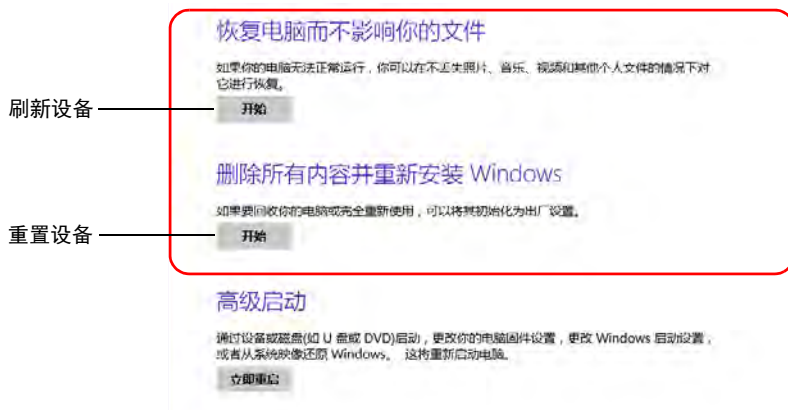 恢复电脑而不影响你的文件
如果你的电脑无法正常运行，你可以在不丢失照片、音乐、视频和其他个人文件的情况下对
它进行恢复。
刷新设备
开始
删除所有内容并重新安装 Windows
如果要回收你的电脑或完全重新使用，可以将其初始化为出厂设置。
重置设备
开始
高级启动
通过设备或磁盘(如 U 盘或 DVD)启动，更改你的电脑固件设置，更改 Windows 启动设置，
或者从系统映像还原 Windows。 这将重新启动电脑。
立即重启